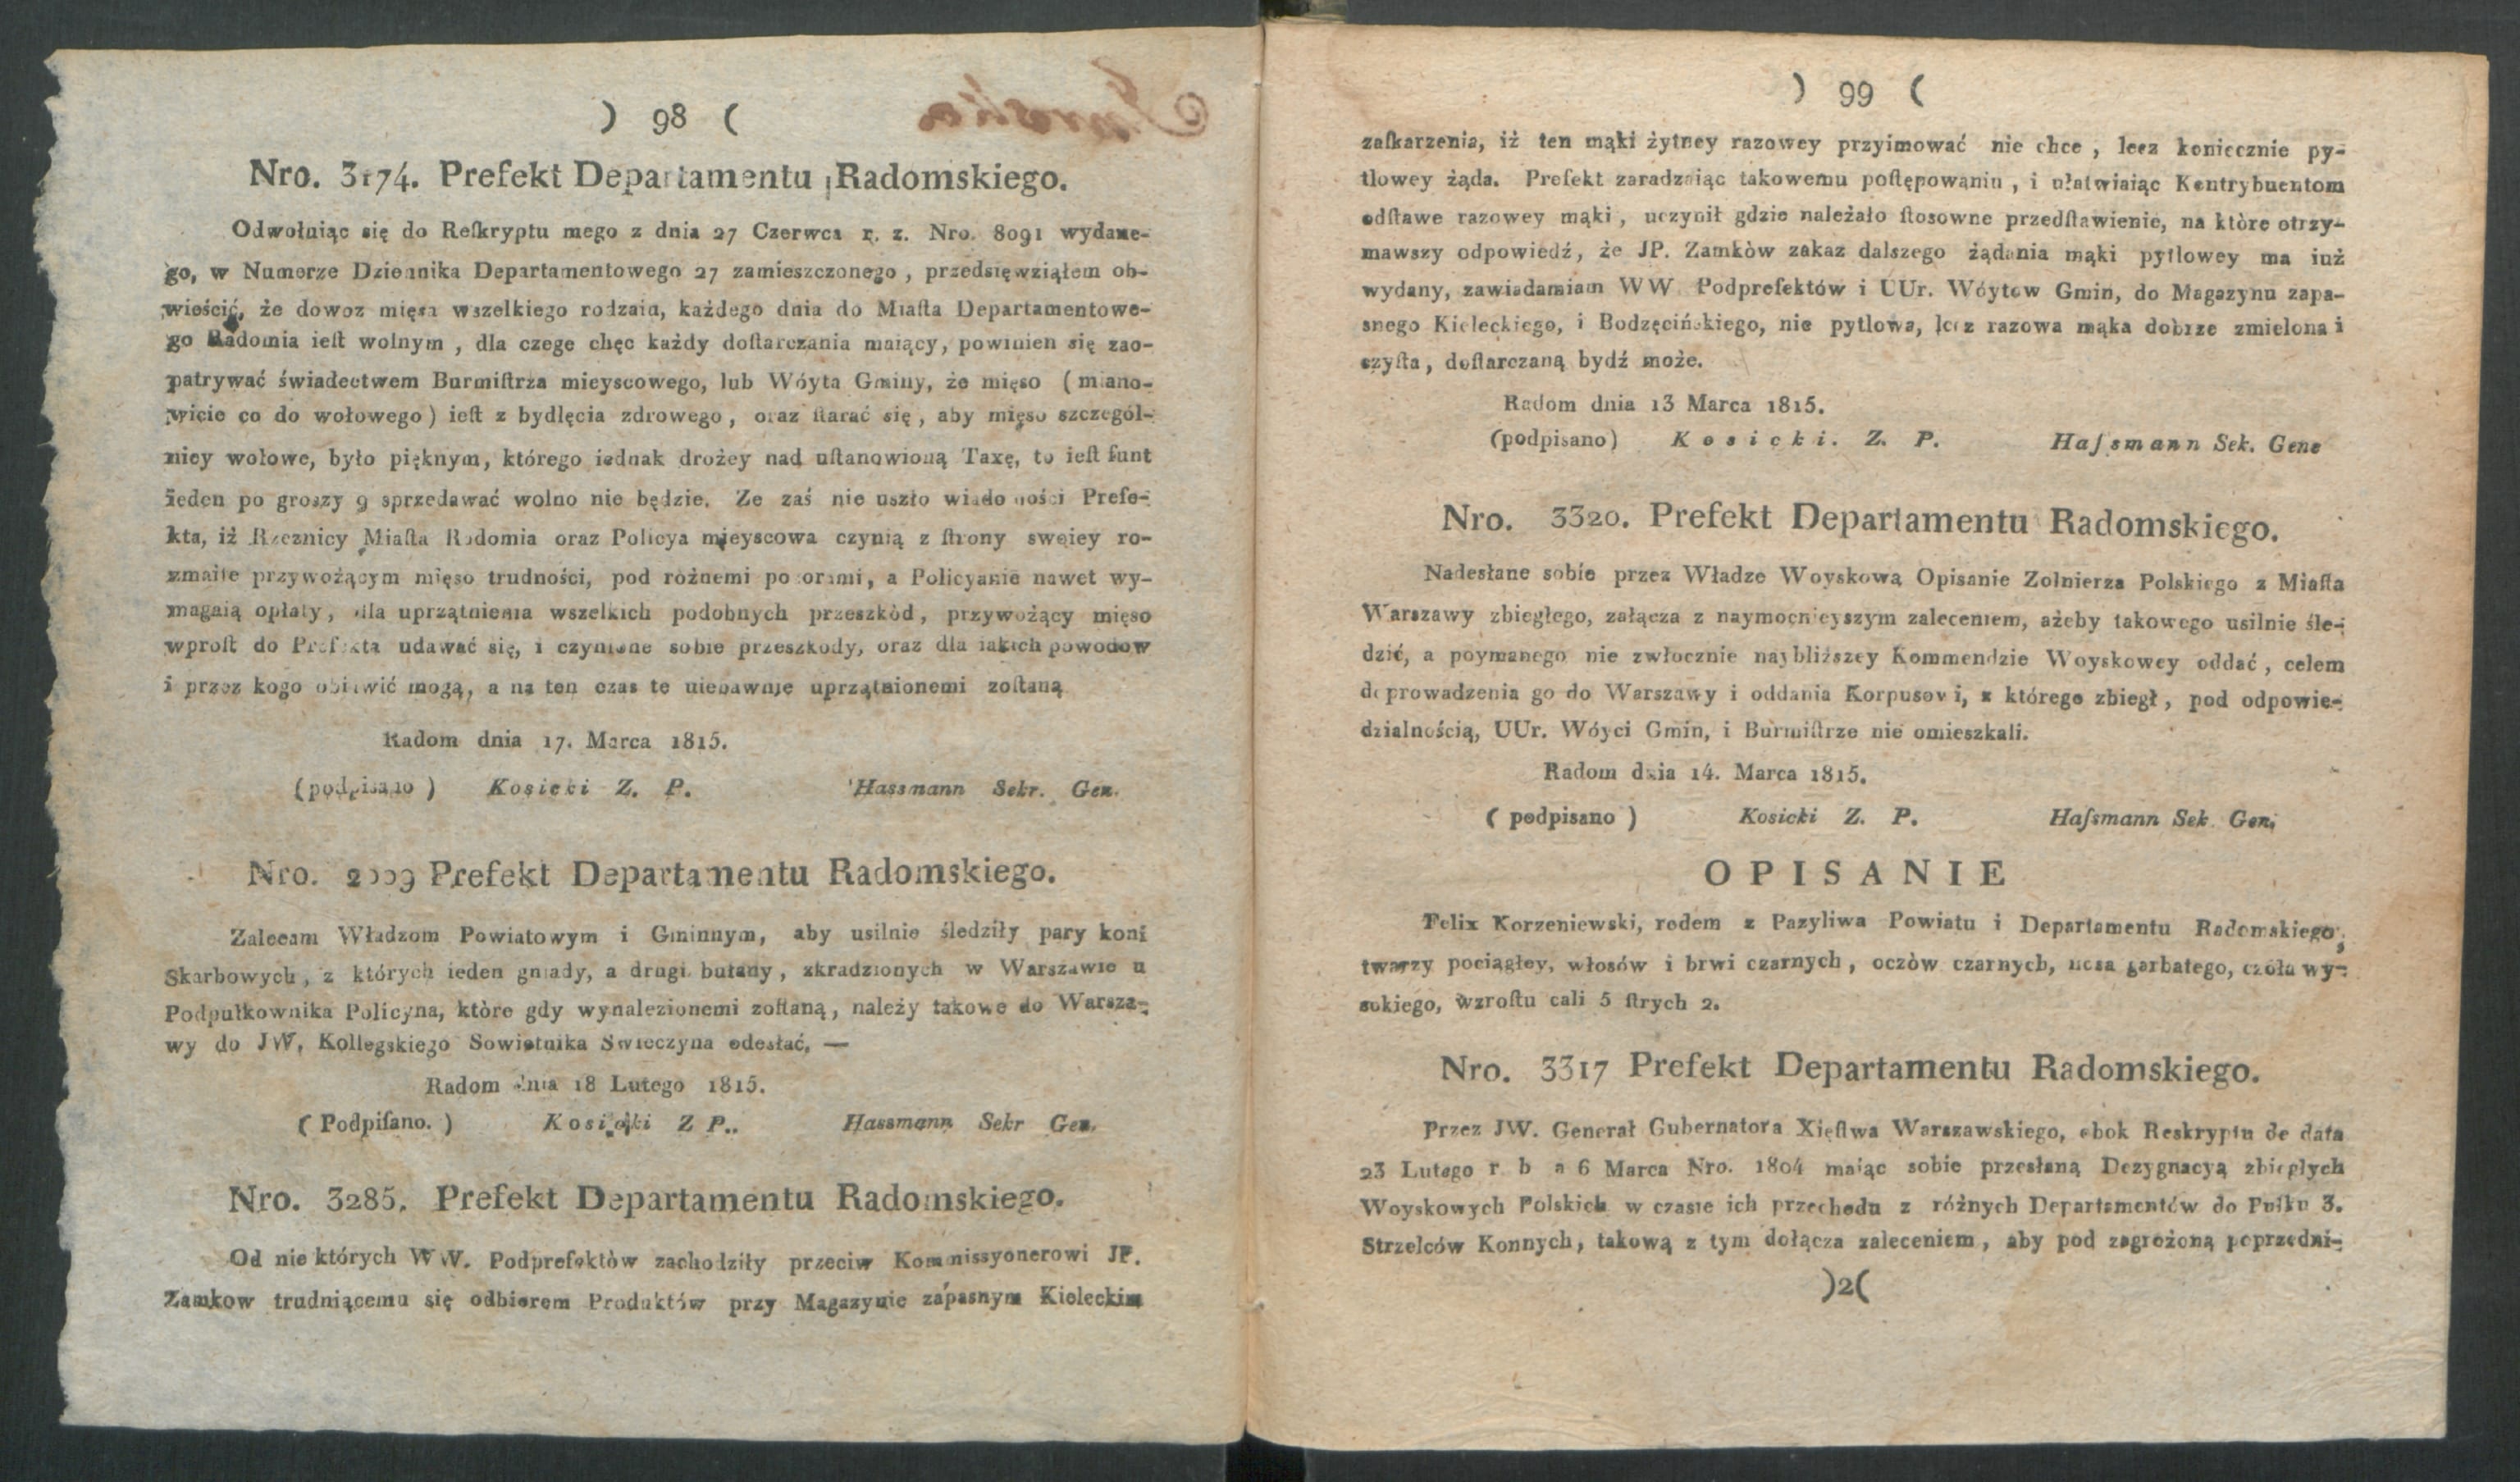 ) 98 (
Nro. 3174. Prefekt Departamentu Radomskiego.
Odwołuiąc się do Reſkryptu mego z dnia 27 Czerwca r. z. Nro. 8091 wydane-
go, w Numerze Dziennika Departamentowego 27 zamieszczonego, przedsięwziąłem ob-
wieścić, że dowoz mięsa wszelkiego rodzaiu, każdego dnia do Miaſta Departamentowe-
go Radomia ieſt wolnym, dla czege chęc każdy doſtarczania maiący, powinien się zao-
patrywać świadectwem Burmiſtrza mieyscowego, lub Wóyta Gminy, że mięso (miano-
wicie co do wołowego) ieſt z bydlęcia zdrowego, oraz ſtarać się, aby mięso szczegól-
niey wołowe, było pięknym, którego iednak drożey nad uſtanowioną Taxę, to ieſt funt
ieden po groszy 9 sprzedawać wolno nie będzie. Ze zaś nie uszło wiadomości Prefe-
kta, iż Rzeznicy Miaſta Radomia oraz Policya mieyscowa czynią z ſtrony sweiey ro-
zmaite przywożącym mięso trudności, pod rożnemi pozorami, a Policyanie nawet wy-
magaią opłaty, dla uprzątnienia wszelkich podobnych przeszkód, przywożący mięso
wproſt do Prefekta udawać się, i czynione sobie przeszkody, oraz dla iakich powodow
i przez kogo obiawić mogą, a na ten czas te niebawnie uprzątnionemi zoſtaną
Radom dnia 17. Marca 1815.
(podpisano) Kosicki Z. P. Hassmann Sekr. Gen.
Nro. 2009 Prefekt Departamentu Radomskiego.
Zalecam Władzom Powiatowym i Gminnym, aby usilnie śledziły pary koni
Skarbowych, z których ieden gniady, a drugi bułany, zkradzionych w Warszawie u
Podpułkownika Policyna, które gdy wynalezionemi zoſtaną, należy takowe do Warsza-
wy do JW. Kollegskiego Sowietnika Swieczyna odesłać. —
Radom dnia 18 Lutego 1815.
(Podpiſano.) Kosicki Z P.. Hassmann Sekr Gen.
Nro. 3285. Prefekt Departamentu Radomskiego.
Od nie których WW. Podprefektòw zachodziły przeciw Kommissyonerowi JP.
Zamkow trudniącemu się odbiorem Produktów przy Magazynie zapasnym Kieleckim
) 99 (
zaſkarzenia, iż ten mąki żytney razowey przyimować nie chce, lecz koniecznie py-
tlowey żąda. Prefekt zaradzaiąc takowemu poſtępowaniu, i ułatwiaiąc Kontrybuentom
odſtawe razowey mąki, uczynił gdzie należało ſtosowne przedſtawienie, na które otrzy-
mawszy odpowiedź, że JP. Zamkòw zakaz dalszego żądania mąki pytlowey ma iuż
wydany, zawiadamiam WW Podprefektów i UUr. Wóytow Gmin, do Magazynu zapa-
snego Kieleckiego, i Bodzęcińskiego, nie pytlowa, lecz razowa mąka dobrze zmielona i
czyſta, doſtarczaną bydź może.
Radom dnia 13 Marca 1815.
(podpisano) Kosicki. Z. P. Haſsmann Sek. Gene
Nro. 3320. Prefekt Departamentu Radomskiego.
Nadesłane sobie przez Władze Woyskową Opisanie Zolnierza Polskiego z Miaſta
Warszawy zbiegłego, załącza z naymocnieyszym zaleceniem, ażeby takowego usilnie śle-
dzić, a poymanego nie zwłocznie naybliższey Kommendzie Woyskowey oddać, celem
doprowadzenia go do Warszawy i oddania Korpusowi, z którego zbiegł, pod odpowie-
dzialnością, UUr. Wóyci Gmin, i Burmiſtrze nie omieszkali.
Radom dnia 14. Marca 1815.
(podpisano) Kosicki Z. P. Haſsmann Sek Gen.
OPISANIE
Felix Korzeniewski, rodem z Pazyliwa Powiatu i Departamentu Radomskiego,
twarzy pociągłey, włosów i brwi czarnych, oczòw czarnych, nosa garbatego, czoła wy-
sokiego, wzroſtu cali 5 ſtrych 2.
Nro. 3317 Prefekt Departamentu Radomskiego.
Przez JW. Generał Gubernatora Xięſtwa Warszawskiego, obok Reskryptu de data
23 Lutego r b a 6 Marca Nro. 1804 maiąc sobie przesłaną Dezygnacyą zbiegłych
Woyskowych Polskich w czasie ich przechodu z różnych Departamentów do Pułku 3.
Strzelców Konnych, takową z tym dołącza zaleceniem, aby pod zagrożoną poprzedni-
)2(